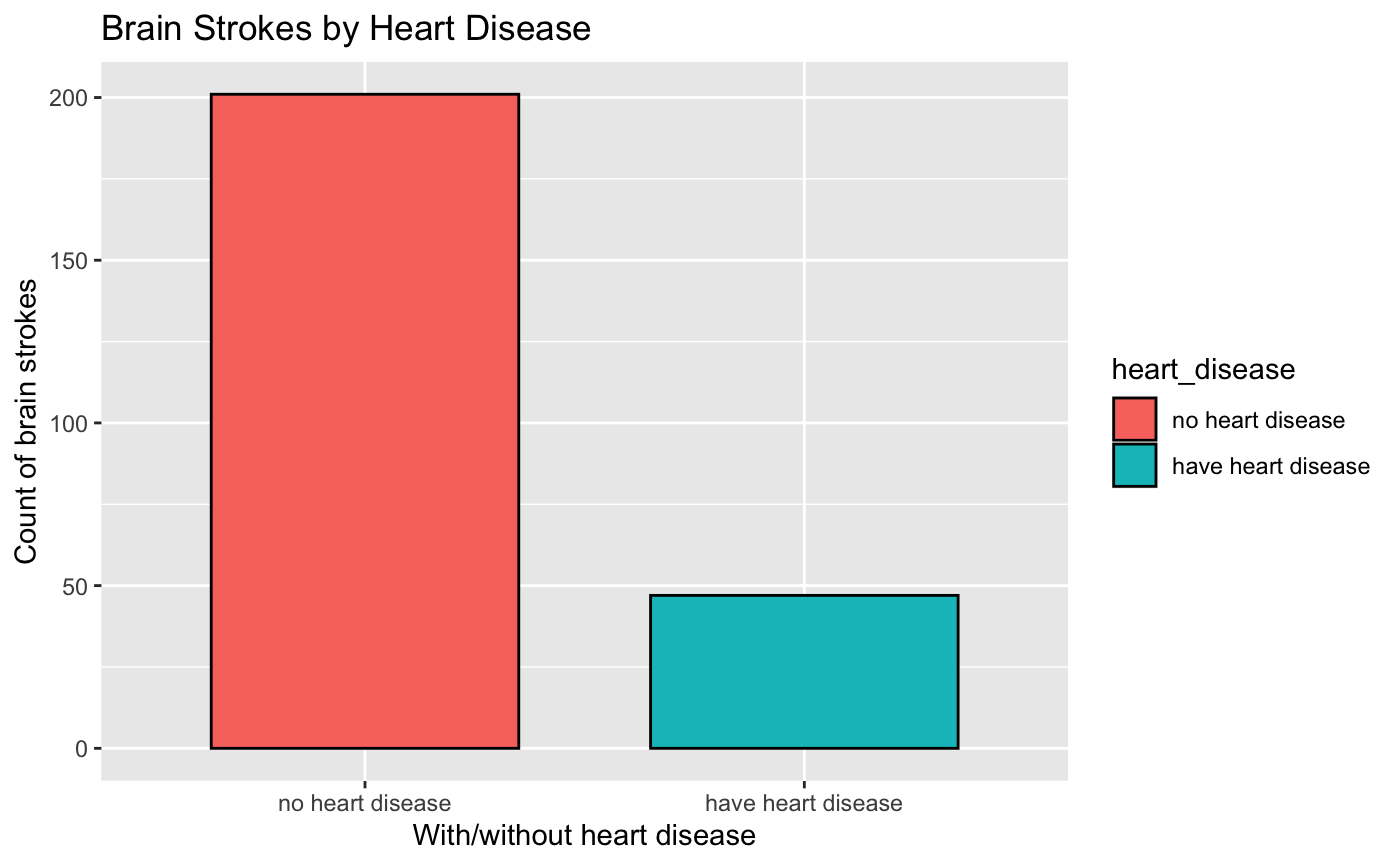 Brain Strokes by Heart Disease
200
150
100
50
0
Count of brain strokes
no heart disease
have heart disease
With/without heart disease
heart_disease
no heart disease
have heart disease